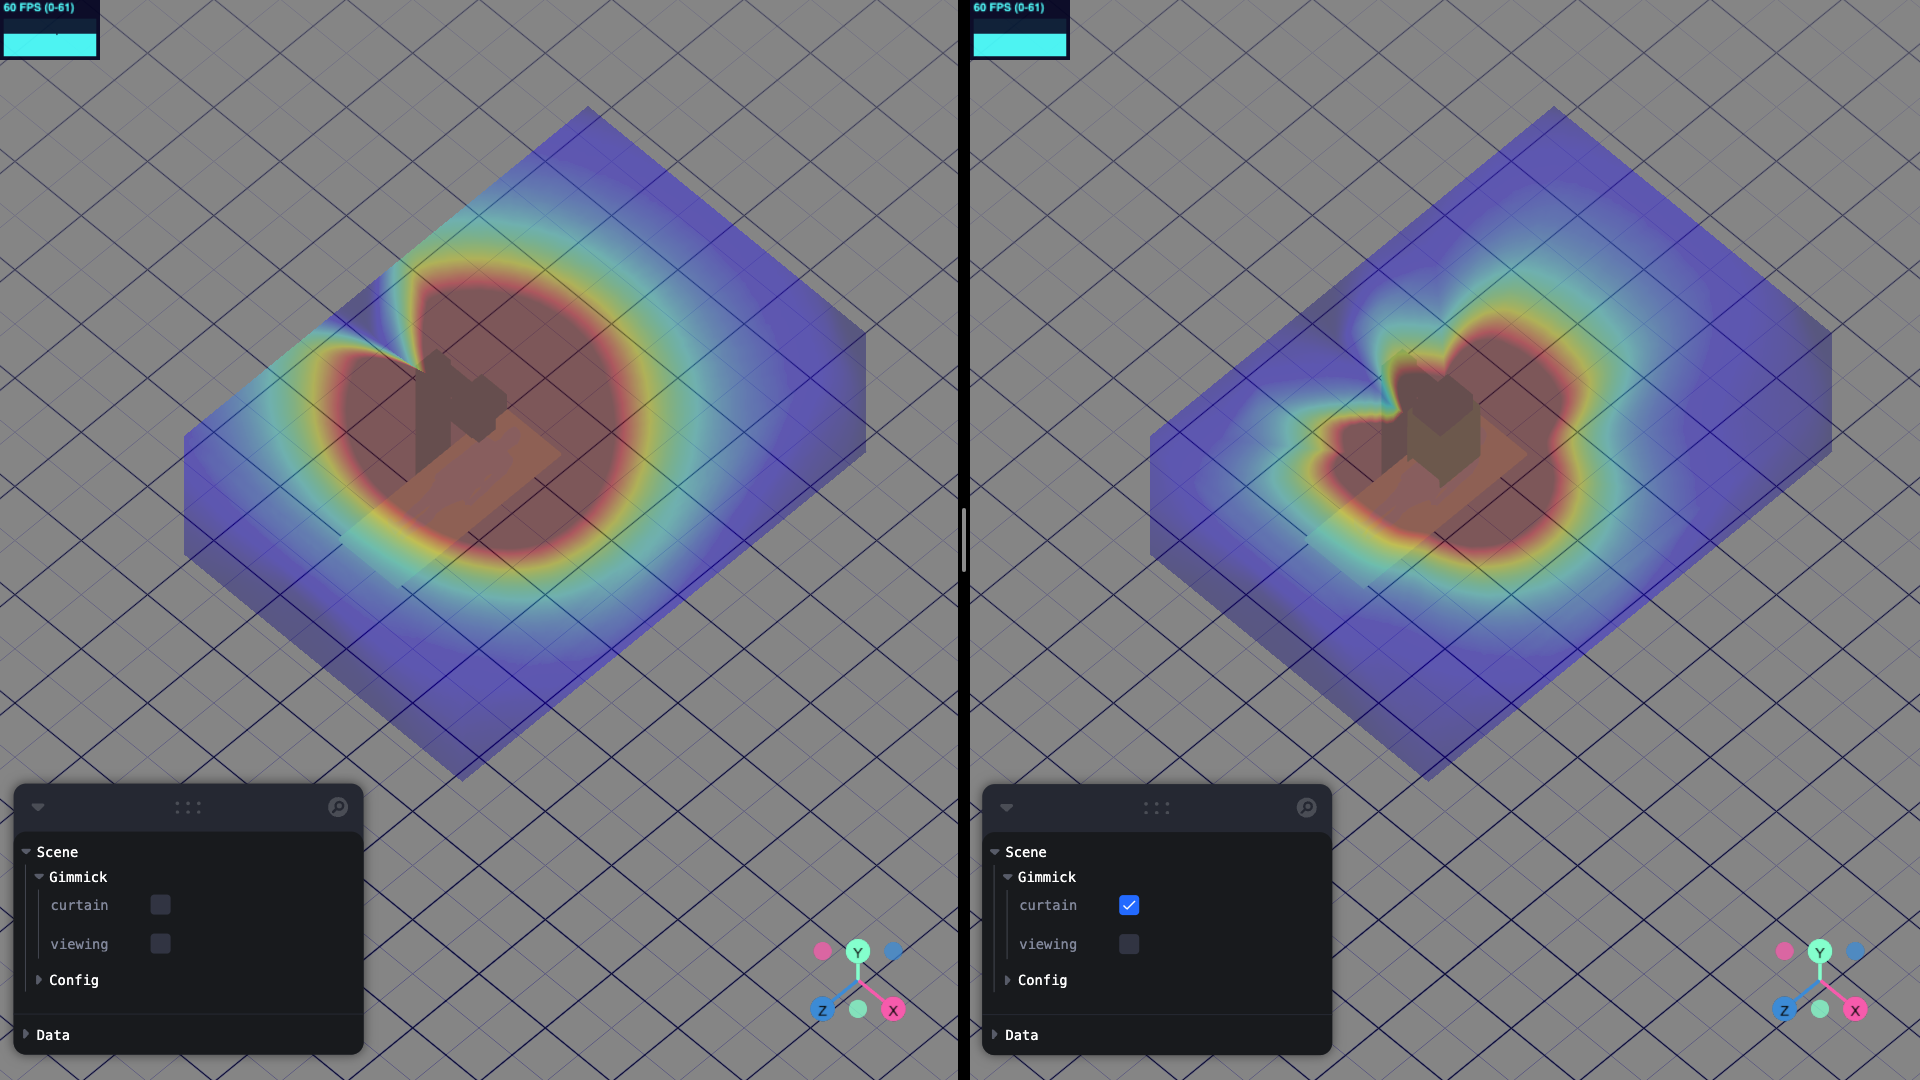 60 FPS (0-61)
Scene
Gimmick
curtain
viewing
Config
Data
Y
Z
X
60 FPS (0-61)
Scene
Gimmick
curtain
viewing
Config
Data
Y
Z
X